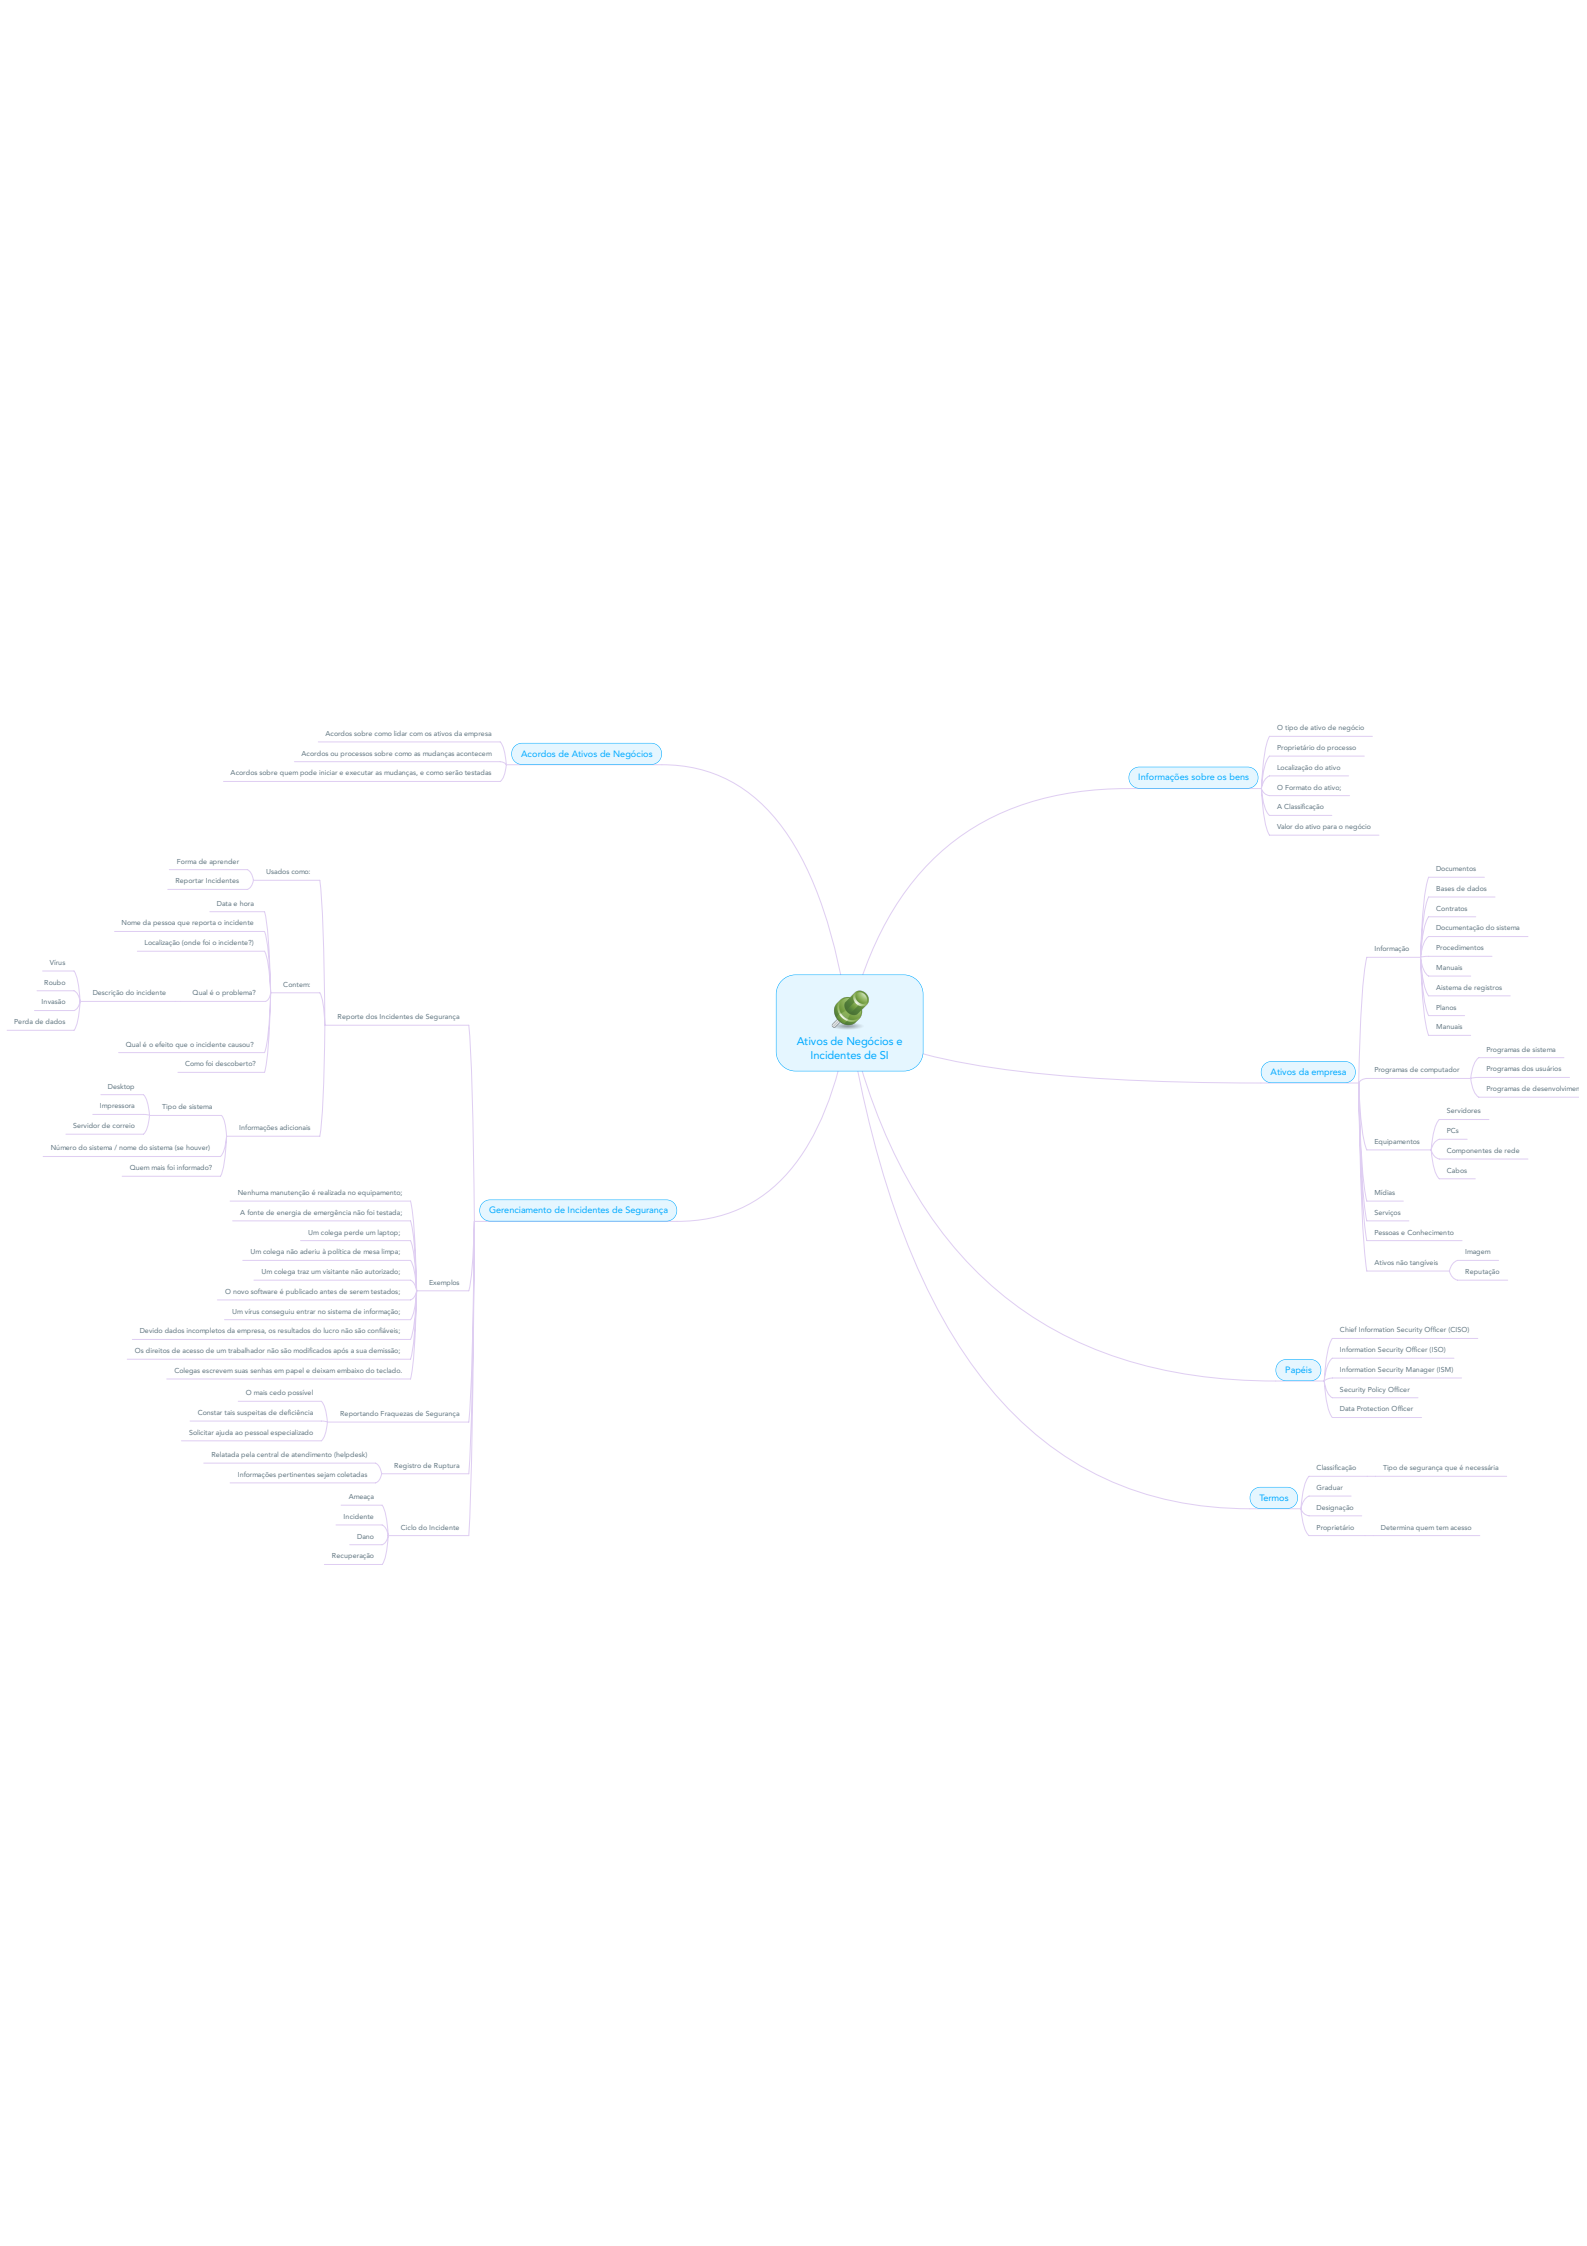 Acordos sobre como lidar com os ativos da empresa
Acordos ou processos sobre como as mudanças acontecem
Acordos sobre quem pode iniciar e executar as mudanças, e como serão testadas
Acordos de Ativos de Negócios
Forma de aprender
Reportar Incidentes
Usados como:
Data e hora
Nome da pessoa que reporta o incidente
Localização (onde foi o incidente?)
Vírus
Roubo
Invasão
Perda de dados
Descrição do incidente
Qual é o problema?
Qual é o efeito que o incidente causou?
Como foi descoberto?
Contem:
Desktop
Impressora
Servidor de correio
Tipo de sistema
Número do sistema / nome do sistema (se houver)
Quem mais foi informado?
Informações adicionais
Reporte dos Incidentes de Segurança
Nenhuma manutenção é realizada no equipamento;
A fonte de energia de emergência não foi testada;
Um colega perde um laptop;
Um colega não aderiu à política de mesa limpa;
Um colega traz um visitante não autorizado;
O novo software é publicado antes de serem testados;
Um vírus conseguiu entrar no sistema de informação;
Devido dados incompletos da empresa, os resultados do lucro não são confiáveis;
Os direitos de acesso de um trabalhador não são modificados após a sua demissão;
Colegas escrevem suas senhas em papel e deixam embaixo do teclado.
Exemplos
O mais cedo possível
Constar tais suspeitas de deficiência
Solicitar ajuda ao pessoal especializado
Reportando Fraquezas de Segurança
Relatada pela central de atendimento (helpdesk)
Informações pertinentes sejam coletadas
Registro de Ruptura
Ameaça
Incidente
Dano
Recuperação
Ciclo do Incidente
Gerenciamento de Incidentes de Segurança
Ativos de Negócios e
Incidentes de SI
Informações sobre os bens
O tipo de ativo de negócio
Proprietário do processo
Localização do ativo
O Formato do ativo;
A Classificação
Valor do ativo para o negócio
Ativos da empresa
Informação
Documentos
Bases de dados
Contratos
Documentação do sistema
Procedimentos
Manuais
Aistema de registros
Planos
Manuais
Programas de computador
Programas de sistema
Programas dos usuários
Programas de desenvolvimen
Equipamentos
Servidores
PCs
Componentes de rede
Cabos
Mídias
Serviços
Pessoas e Conhecimento
Ativos não tangíveis
Imagem
Reputação
Papéis
Chief Information Security Officer (CISO)
Information Security Officer (ISO)
Information Security Manager (ISM)
Security Policy Officer
Data Protection Officer
Termos
Classificação
Tipo de segurança que é necessária
Graduar
Designação
Proprietário
Determina quem tem acesso